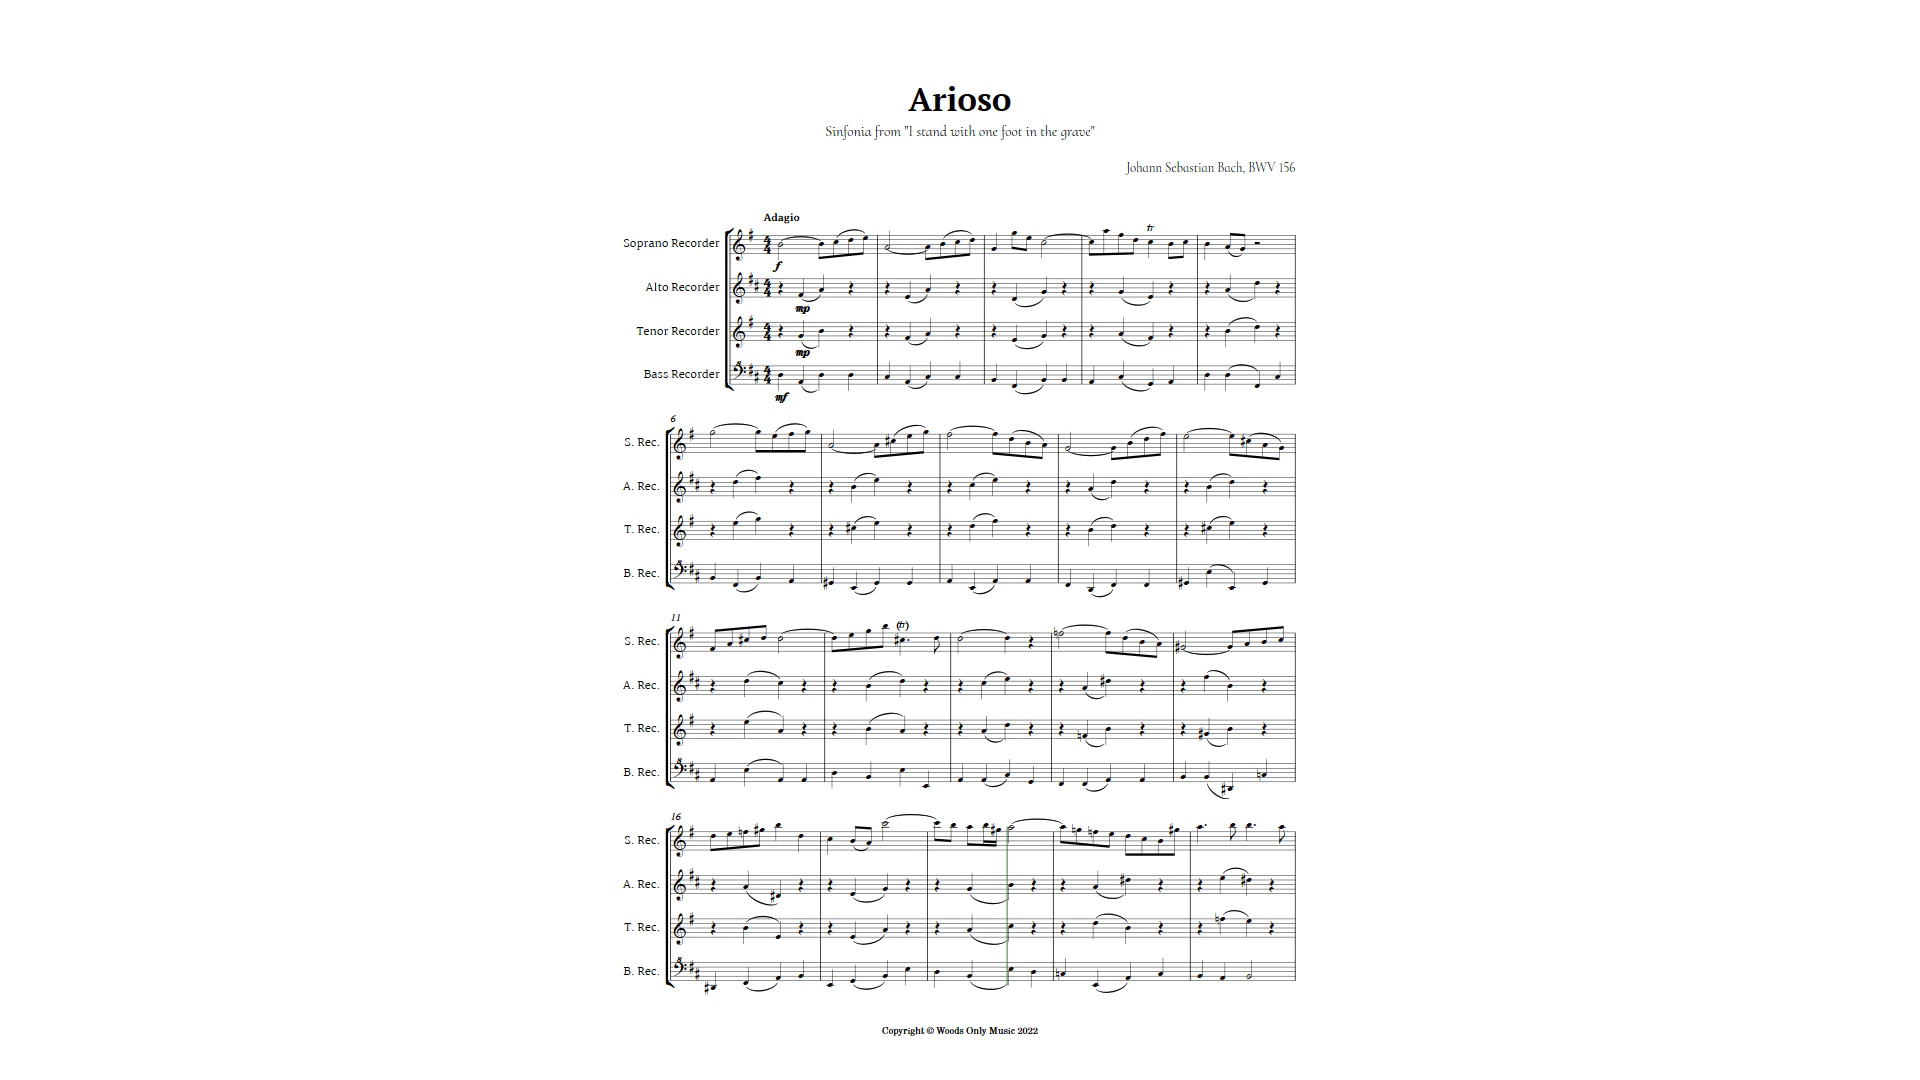 Arioso
Sinfonia from "I stand with one foot in the grave"
Johann Sebastian Bach, BWV 156
Adagio
Soprano Recorder
tr
f
Alto Recorder
mp
Tenor Recorder
mp
Bass Recorder
mf
6
S. Rec.
A. Rec.
T. Rec.
B. Rec.
11
(tr)
S. Rec.
A. Rec.
T. Rec.
B. Rec.
16
S. Rec.
A. Rec.
T. Rec.
B. Rec.
Copyright © Woods Only Music 2022